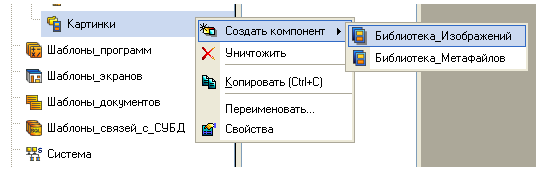 Картинки
Шаблоны_программ
Шаблоны_экранов
Шаблоны_документов
Шаблоны_связей_с_СУБД
Система
Создать компонент
Уничтожить
Копировать (Ctrl+C)
Переименовать...
Свойства
Библиотека_Изображений
Библиотека_Метафайлов